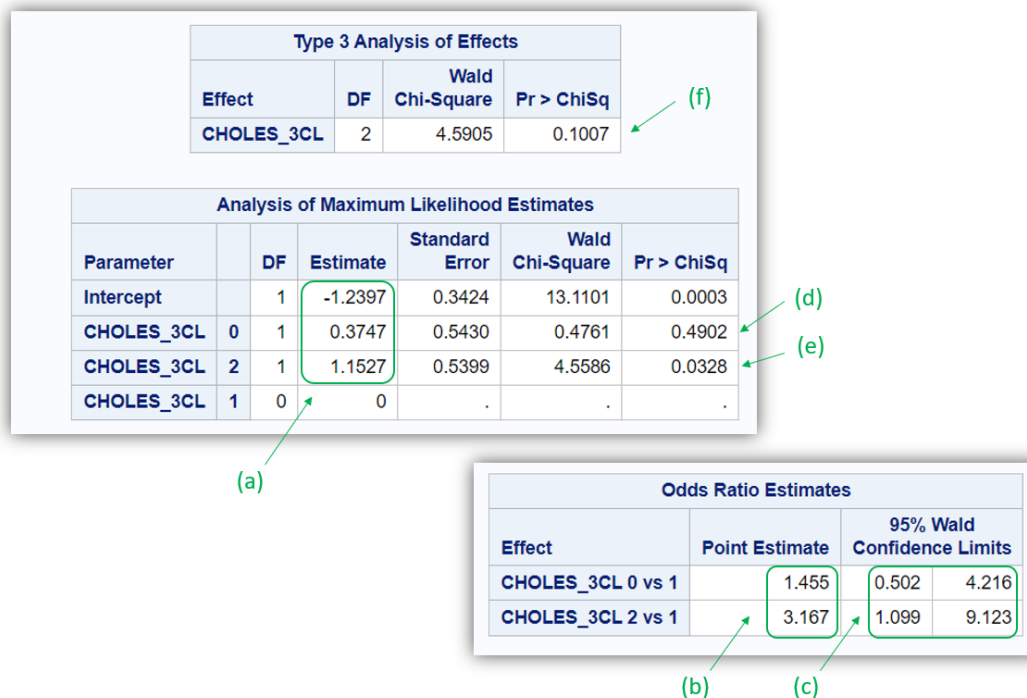 Type 3 Analysis of Effects
Effect DF Wald Chi-Square Pr > ChiSq
CHOLES_3CL 2 4.5905 0.1007
(f)
Analysis of Maximum Likelihood Estimates
Parameter DF Estimate Standard Error Wald Chi-Square Pr > ChiSq
Intercept 1 -1.2397 0.3424 13.1101 0.0003
CHOLES_3CL 0 1 0.3747 0.5430 0.4761 0.4902
(d)
CHOLES_3CL 2 1 1.1527 0.5399 4.5586 0.0328
(e)
CHOLES_3CL 1 0 0 . . .
(a)
Odds Ratio Estimates
Effect Point Estimate 95% Wald Confidence Limits
CHOLES_3CL 0 vs 1 1.455 0.502 4.216
CHOLES_3CL 2 vs 1 3.167 1.099 9.123
(b) (c)